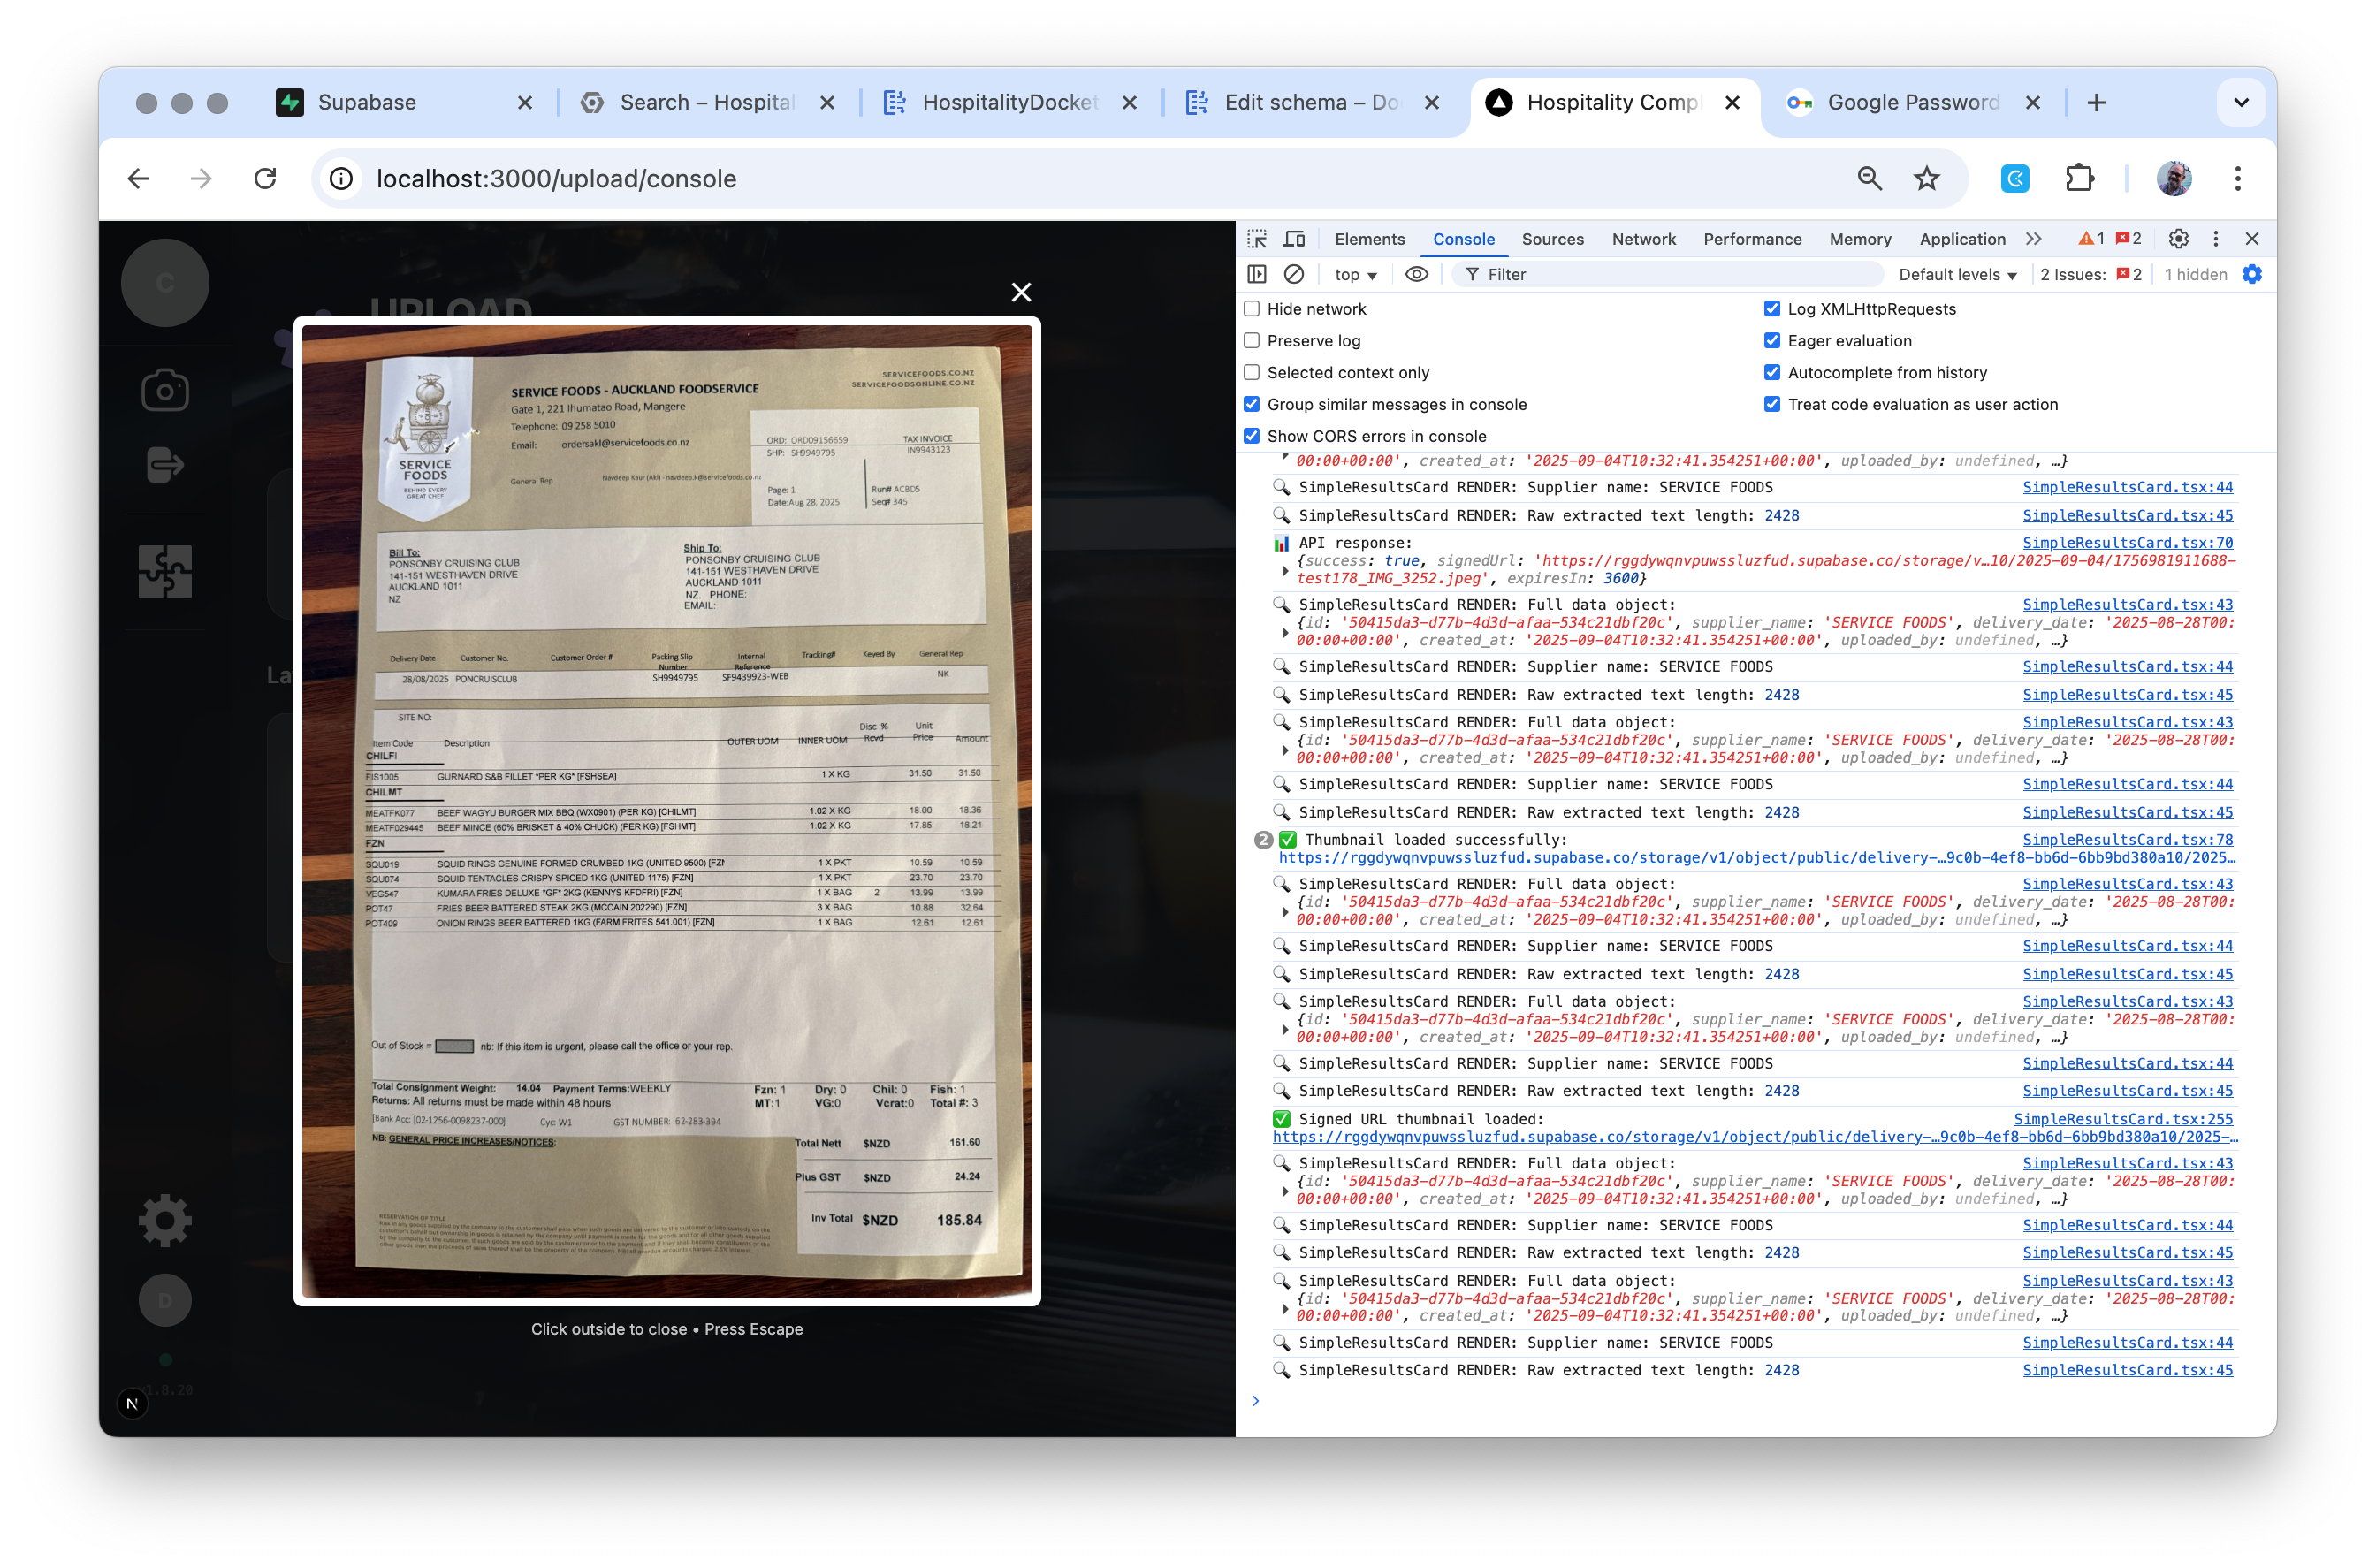 Supabase
Search – Hospital
HospitalityDocket
Edit schema – Do
Hospitality Comp
Google Password
localhost:3000/upload/console
C
UPLOAD
La
D
v1.8.20
N
SERVICE FOODS
BEHIND EVERY GREAT CHEF
SERVICE FOODS - AUCKLAND FOODSERVICE
Gate 1, 221 Ihumatao Road, Mangere
Telephone: 09 258 5010
Email: ordersakl@servicefoods.co.nz
General Rep Navdeep Kaur (Akl) - navdeep.k@servicefoods.co.nz
SERVICEFOODS.CO.NZ
SERVICEFOODSONLINE.CO.NZ
ORD: ORD09156659 TAX INVOICE
SHP: SH9949795 IN9943123
Page: 1 Run# ACBD5
Date:Aug 28, 2025 Seq# 345
Bill To:
PONSONBY CRUISING CLUB
141-151 WESTHAVEN DRIVE
AUCKLAND 1011
NZ
Ship To:
PONSONBY CRUISING CLUB
141-151 WESTHAVEN DRIVE
AUCKLAND 1011
NZ. PHONE:
EMAIL:
Delivery Date Customer No. Customer Order # Packing Slip Number Internal Reference Tracking# Keyed By General Rep
28/08/2025 PONCRUISCLUB SH9949795 SF9439923-WEB NK
SITE NO:
Item Code Description OUTER UOM INNER UOM Disc % Rcvd Unit Price Amount
CHILFI
FIS1005 GURNARD S&B FILLET *PER KG* [FSHSEA] 1 X KG 31.50 31.50
CHILMT
MEATFK077 BEEF WAGYU BURGER MIX BBQ (WX0901) (PER KG) [CHILMT] 1.02 X KG 18.00 18.36
MEATF029445 BEEF MINCE (60% BRISKET & 40% CHUCK) (PER KG) [FSHMT] 1.02 X KG 17.85 18.21
FZN
SQU019 SQUID RINGS GENUINE FORMED CRUMBED 1KG (UNITED 9500) [FZN 1 X PKT 10.59 10.59
SQU074 SQUID TENTACLES CRISPY SPICED 1KG (UNITED 1175) [FZN] 1 X PKT 23.70 23.70
VEG547 KUMARA FRIES DELUXE *GF* 2KG (KENNYS KFDFRI) [FZN] 1 X BAG 2 13.99 13.99
POT47 FRIES BEER BATTERED STEAK 2KG (MCCAIN 202290) [FZN] 3 X BAG 10.88 32.64
POT409 ONION RINGS BEER BATTERED 1KG (FARM FRITES 541.001) [FZN] 1 X BAG 12.61 12.61
Out of Stock = nb: If this item is urgent, please call the office or your rep.
Total Consignment Weight: 14.04 Payment Terms:WEEKLY Fzn: 1 Dry: 0 Chil: 0 Fish: 1
Returns: All returns must be made within 48 hours MT:1 VG:0 Vcrat:0 Total #: 3
[Bank Acc: [02-1256-0098237-000] Cyc: W1 GST NUMBER: 62-283-394
NB: GENERAL PRICE INCREASES/NOTICES:
Total Nett $NZD 161.60
Plus GST $NZD 24.24
Inv Total $NZD 185.84
RESERVATION OF TITLE
Click outside to close • Press Escape
Elements Console Sources Network Performance Memory Application 1 2
top Filter Default levels 2 Issues: 2 1 hidden
Hide network Log XMLHttpRequests
Preserve log Eager evaluation
Selected context only Autocomplete from history
Group similar messages in console Treat code evaluation as user action
Show CORS errors in console
00:00+00:00', created_at: '2025-09-04T10:32:41.354251+00:00', uploaded_by: undefined, …}
SimpleResultsCard RENDER: Supplier name: SERVICE FOODS SimpleResultsCard.tsx:44
SimpleResultsCard RENDER: Raw extracted text length: 2428 SimpleResultsCard.tsx:45
API response: SimpleResultsCard.tsx:70
{success: true, signedUrl: 'https://rggdywqnvpuwssluzfud.supabase.co/storage/v…10/2025-09-04/1756981911688-
test178_IMG_3252.jpeg', expiresIn: 3600}
SimpleResultsCard RENDER: Full data object: SimpleResultsCard.tsx:43
{id: '50415da3-d77b-4d3d-afaa-534c21dbf20c', supplier_name: 'SERVICE FOODS', delivery_date: '2025-08-28T00:
00:00+00:00', created_at: '2025-09-04T10:32:41.354251+00:00', uploaded_by: undefined, …}
SimpleResultsCard RENDER: Supplier name: SERVICE FOODS SimpleResultsCard.tsx:44
SimpleResultsCard RENDER: Raw extracted text length: 2428 SimpleResultsCard.tsx:45
SimpleResultsCard RENDER: Full data object: SimpleResultsCard.tsx:43
{id: '50415da3-d77b-4d3d-afaa-534c21dbf20c', supplier_name: 'SERVICE FOODS', delivery_date: '2025-08-28T00:
00:00+00:00', created_at: '2025-09-04T10:32:41.354251+00:00', uploaded_by: undefined, …}
SimpleResultsCard RENDER: Supplier name: SERVICE FOODS SimpleResultsCard.tsx:44
SimpleResultsCard RENDER: Raw extracted text length: 2428 SimpleResultsCard.tsx:45
2 Thumbnail loaded successfully: SimpleResultsCard.tsx:78
https://rggdywqnvpuwssluzfud.supabase.co/storage/v1/object/public/delivery-…9c0b-4ef8-bb6d-6bb9bd380a10/2025…
SimpleResultsCard RENDER: Full data object: SimpleResultsCard.tsx:43
{id: '50415da3-d77b-4d3d-afaa-534c21dbf20c', supplier_name: 'SERVICE FOODS', delivery_date: '2025-08-28T00:
00:00+00:00', created_at: '2025-09-04T10:32:41.354251+00:00', uploaded_by: undefined, …}
SimpleResultsCard RENDER: Supplier name: SERVICE FOODS SimpleResultsCard.tsx:44
SimpleResultsCard RENDER: Raw extracted text length: 2428 SimpleResultsCard.tsx:45
SimpleResultsCard RENDER: Full data object: SimpleResultsCard.tsx:43
{id: '50415da3-d77b-4d3d-afaa-534c21dbf20c', supplier_name: 'SERVICE FOODS', delivery_date: '2025-08-28T00:
00:00+00:00', created_at: '2025-09-04T10:32:41.354251+00:00', uploaded_by: undefined, …}
SimpleResultsCard RENDER: Supplier name: SERVICE FOODS SimpleResultsCard.tsx:44
SimpleResultsCard RENDER: Raw extracted text length: 2428 SimpleResultsCard.tsx:45
Signed URL thumbnail loaded: SimpleResultsCard.tsx:255
https://rggdywqnvpuwssluzfud.supabase.co/storage/v1/object/public/delivery-…9c0b-4ef8-bb6d-6bb9bd380a10/2025-…
SimpleResultsCard RENDER: Full data object: SimpleResultsCard.tsx:43
{id: '50415da3-d77b-4d3d-afaa-534c21dbf20c', supplier_name: 'SERVICE FOODS', delivery_date: '2025-08-28T00:
00:00+00:00', created_at: '2025-09-04T10:32:41.354251+00:00', uploaded_by: undefined, …}
SimpleResultsCard RENDER: Supplier name: SERVICE FOODS SimpleResultsCard.tsx:44
SimpleResultsCard RENDER: Raw extracted text length: 2428 SimpleResultsCard.tsx:45
SimpleResultsCard RENDER: Full data object: SimpleResultsCard.tsx:43
{id: '50415da3-d77b-4d3d-afaa-534c21dbf20c', supplier_name: 'SERVICE FOODS', delivery_date: '2025-08-28T00:
00:00+00:00', created_at: '2025-09-04T10:32:41.354251+00:00', uploaded_by: undefined, …}
SimpleResultsCard RENDER: Supplier name: SERVICE FOODS SimpleResultsCard.tsx:44
SimpleResultsCard RENDER: Raw extracted text length: 2428 SimpleResultsCard.tsx:45